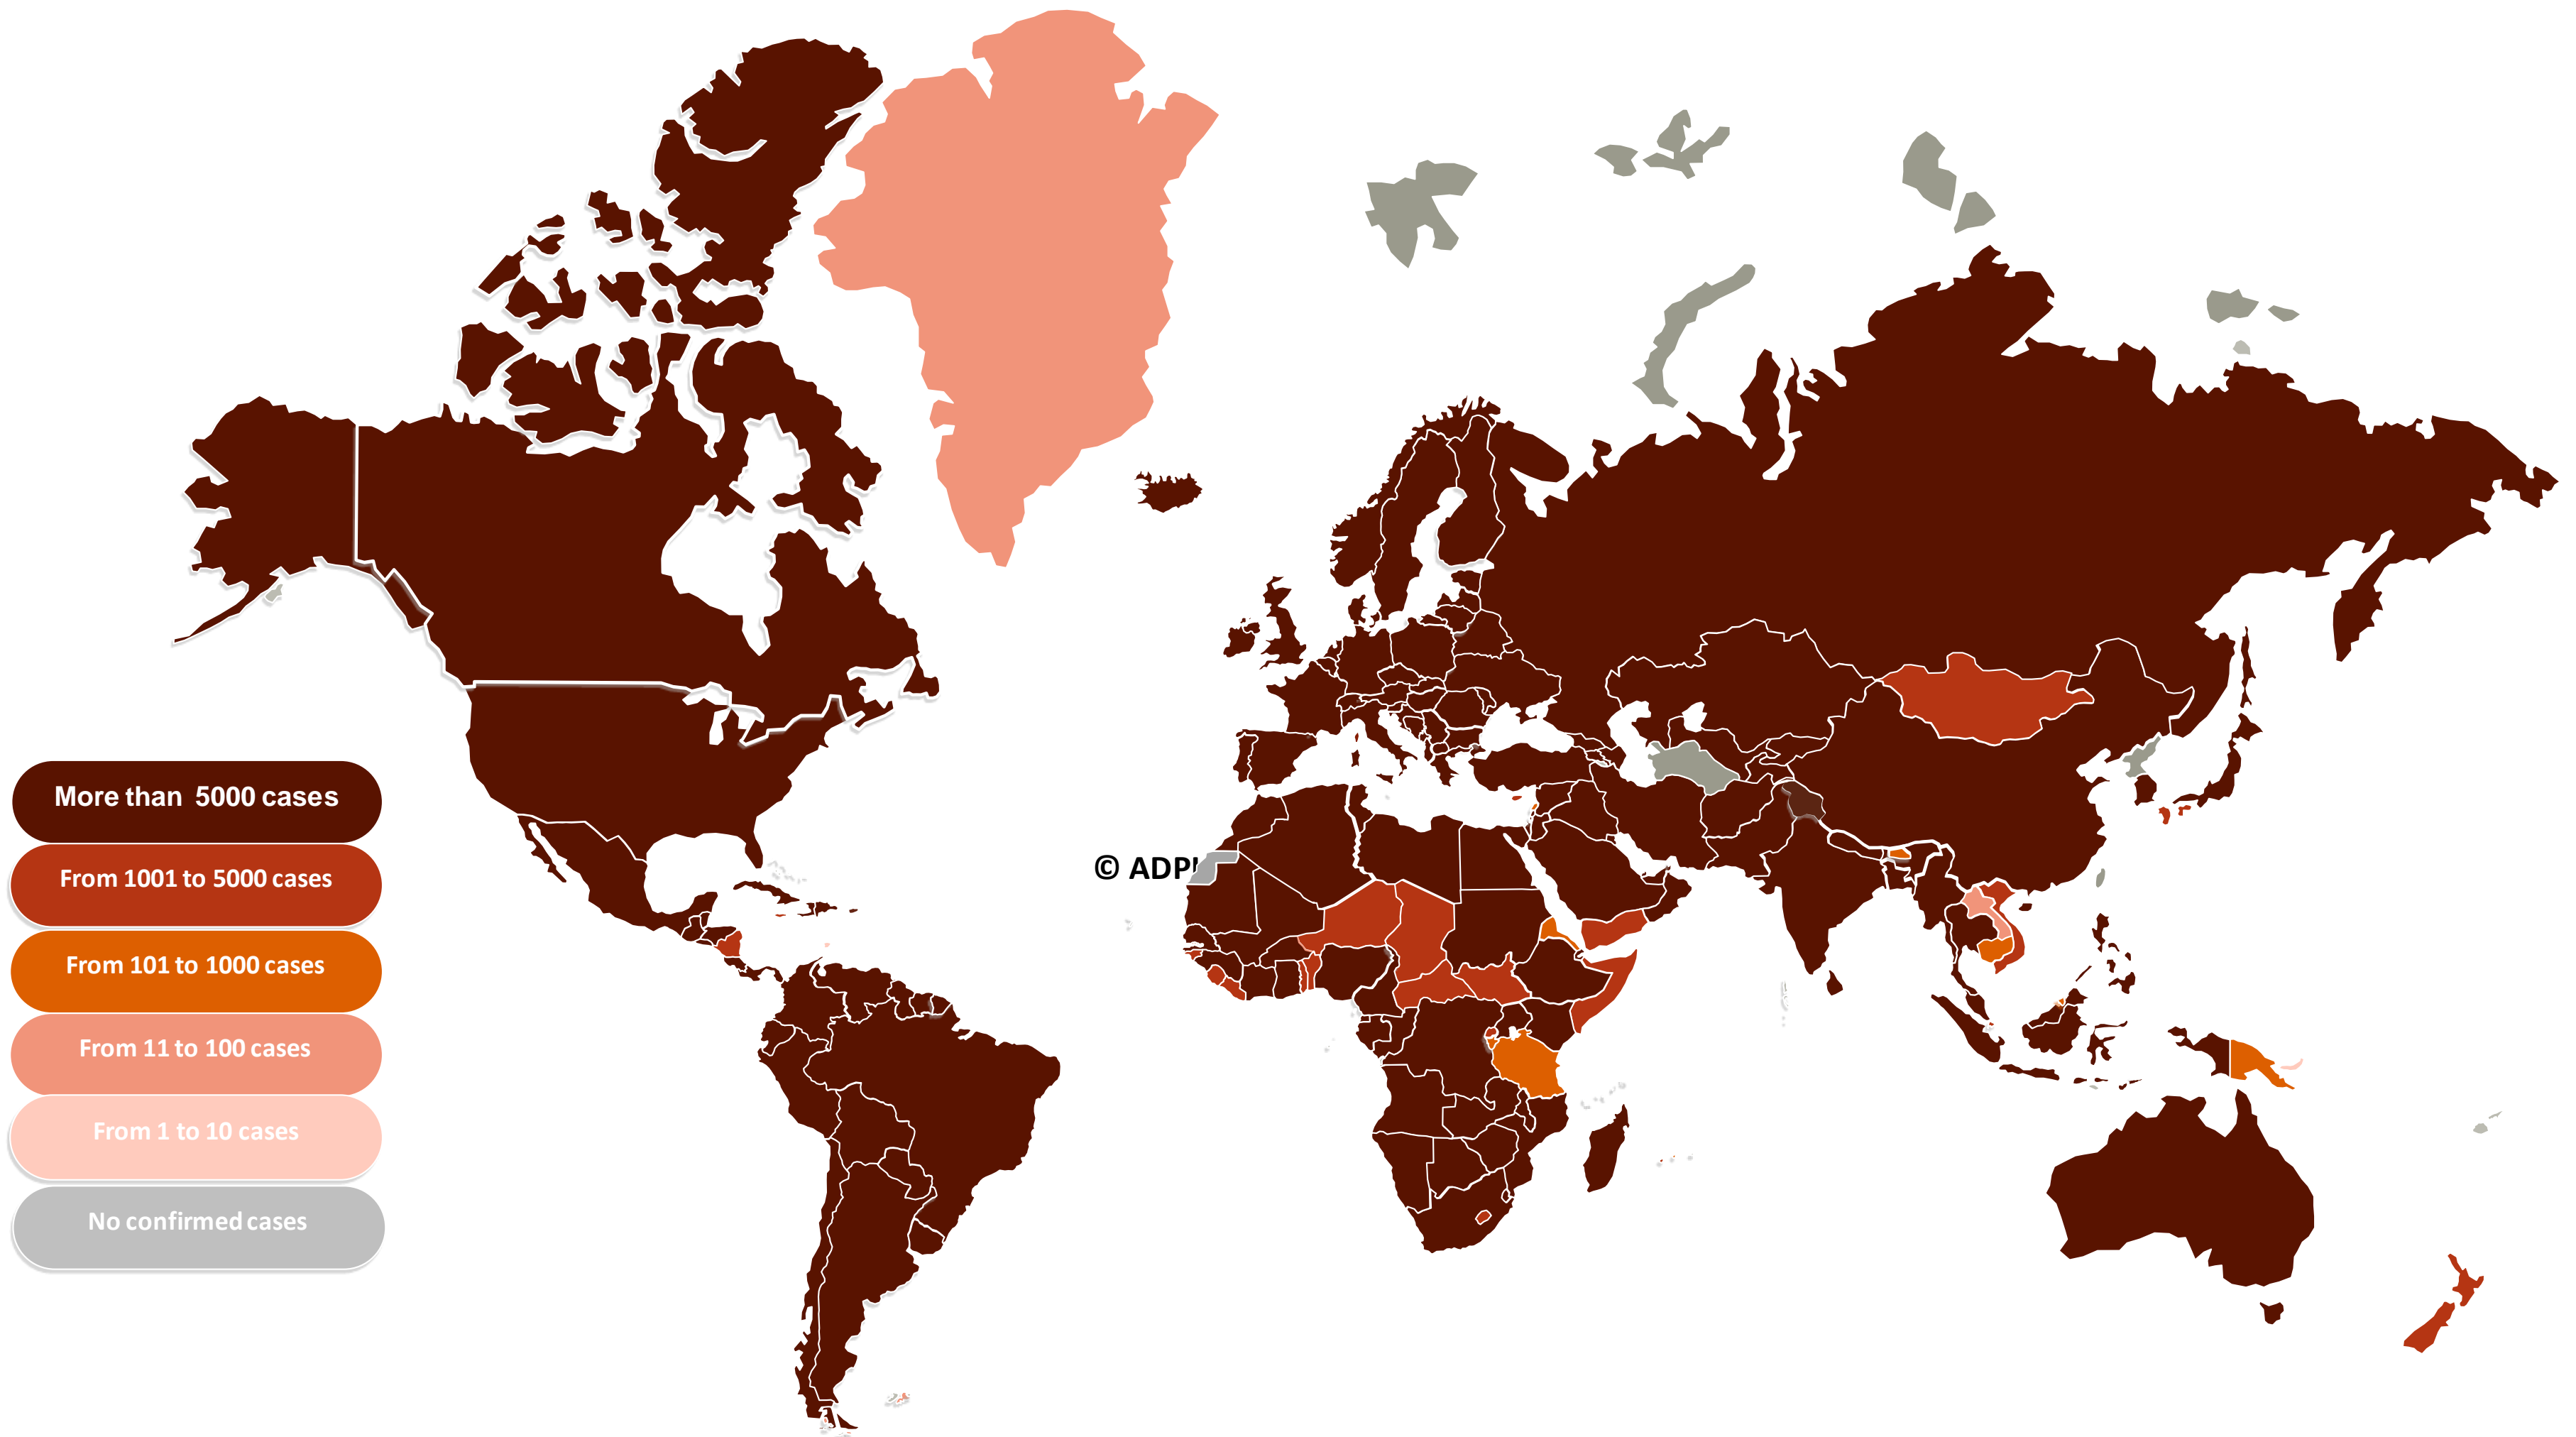 More than 5000 cases
From 1001 to 5000 cases
© ADPI
From 101 to 1000 cases
From 11 to 100 cases
From 1 to 10 cases
No confirmed cases